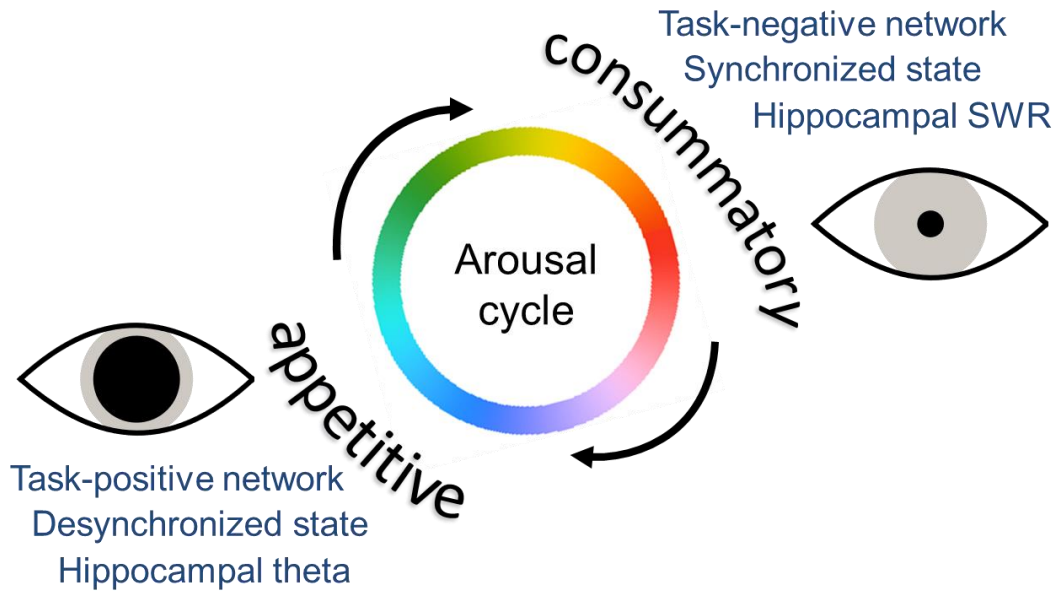 Task-negative network
Synchronized state
Hippocampal SWR
consummatory
Arousal
cycle
appetitive
Task-positive network
Desynchronized state
Hippocampal theta